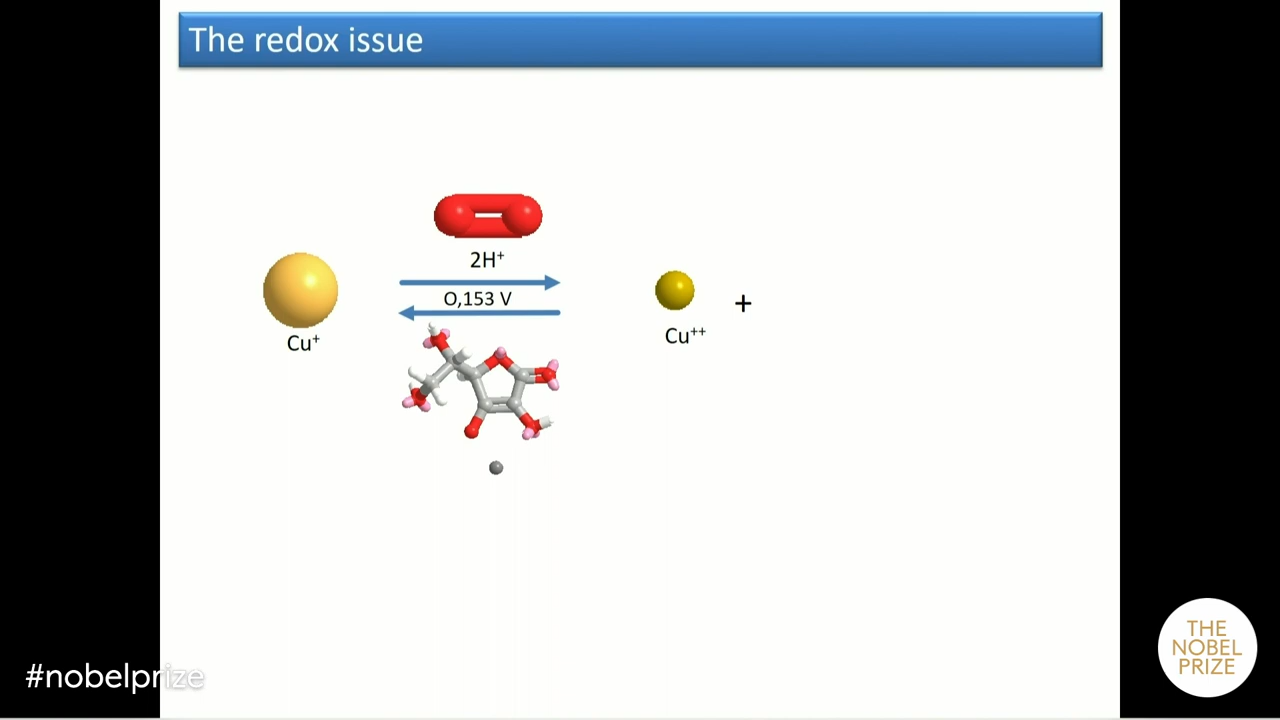 The redox issue
2H⁺
O,153 V
Cu⁺
Cu⁺⁺
+
#nobelprize
THE
NOBEL
PRIZE